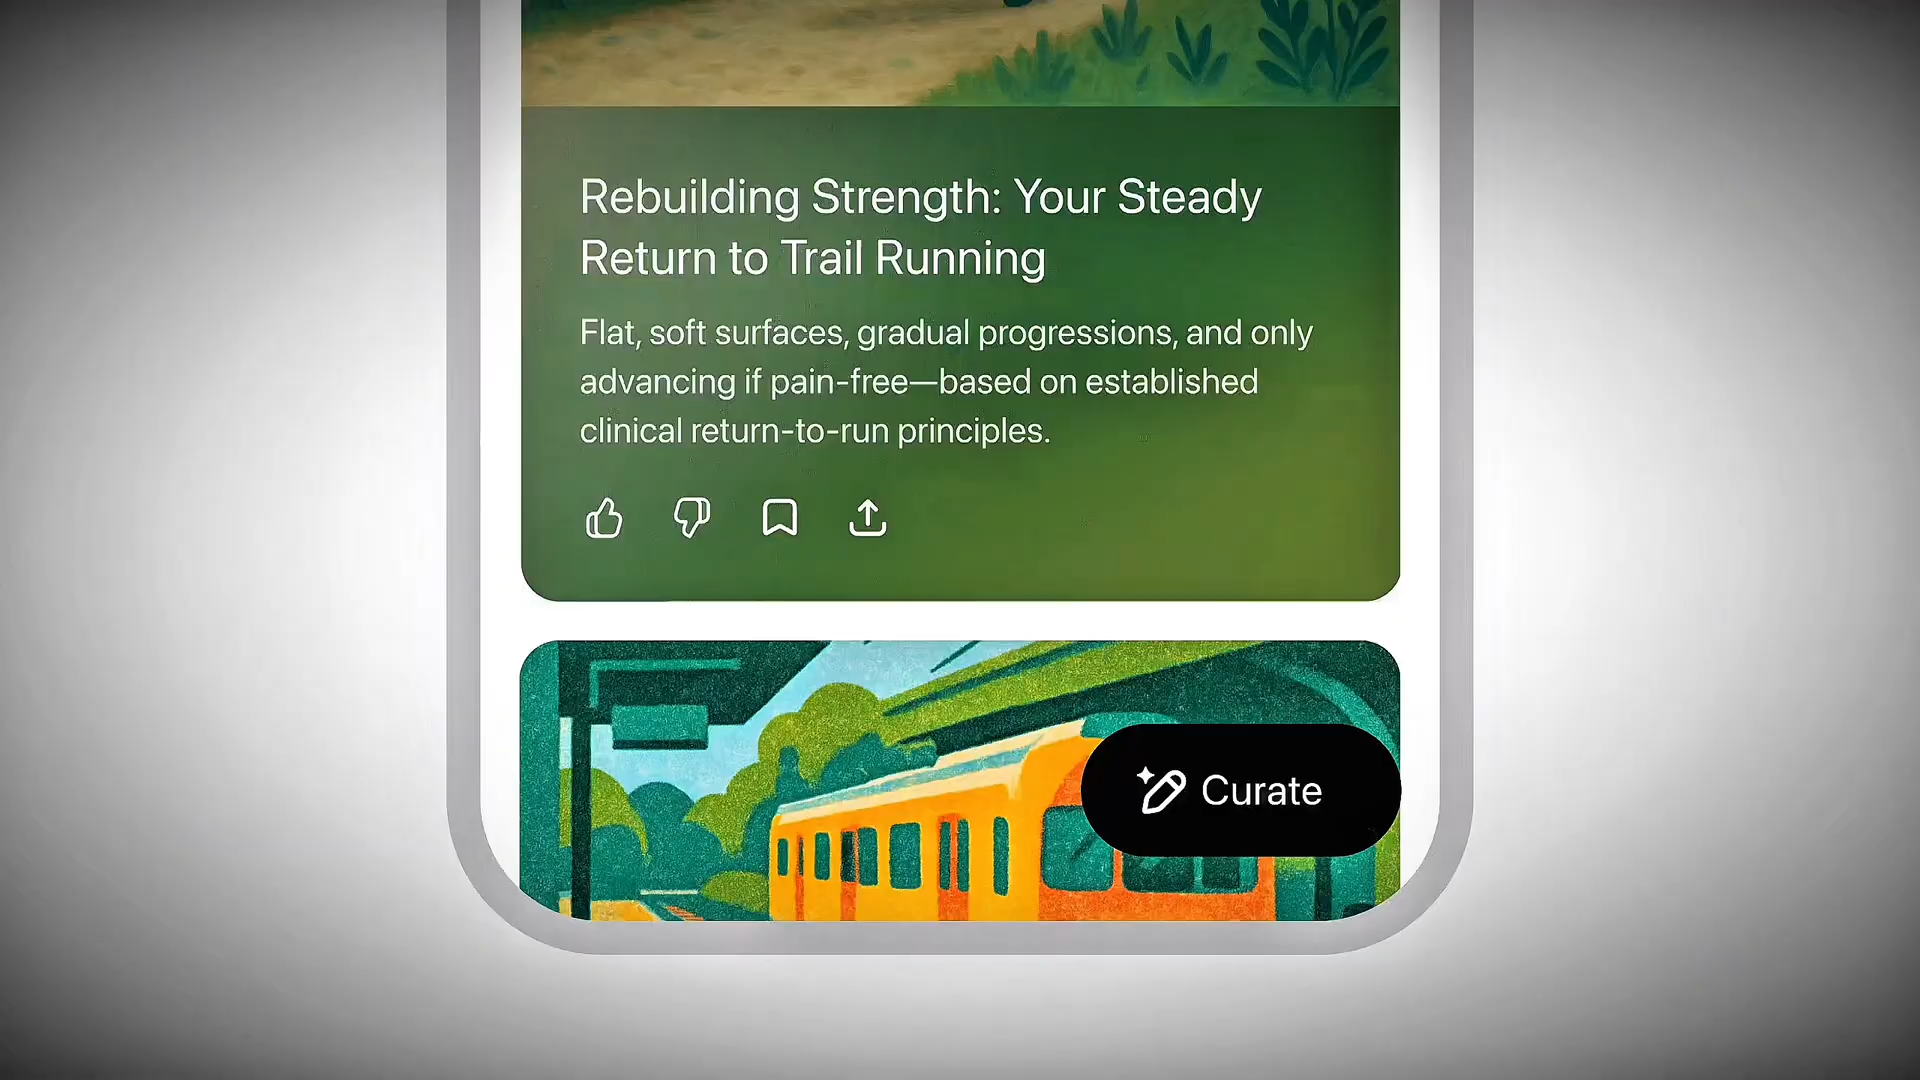 Rebuilding Strength: Your Steady
Return to Trail Running
Flat, soft surfaces, gradual progressions, and only
advancing if pain-free—based on established
clinical return-to-run principles.
Curate